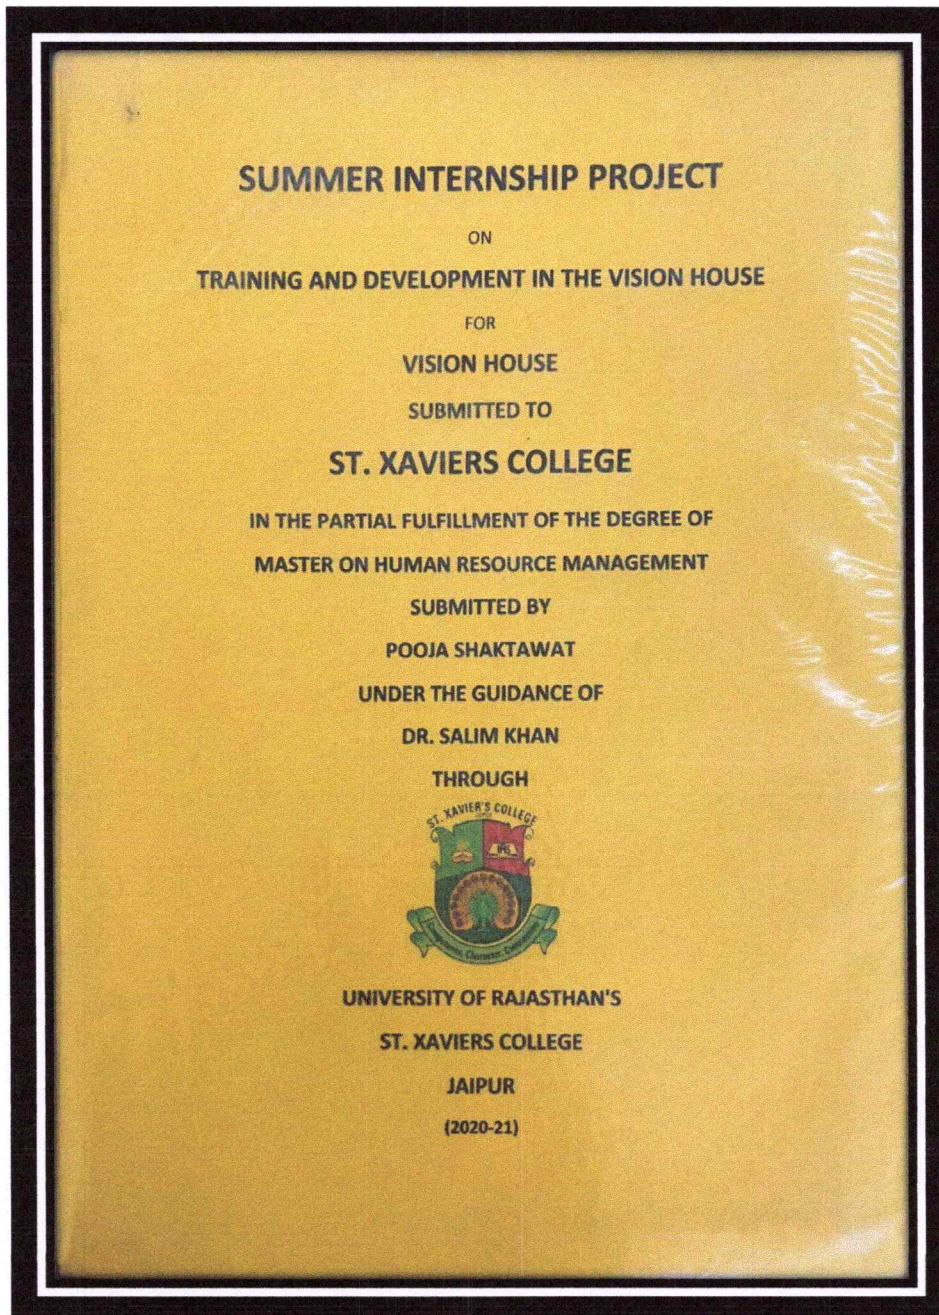 SUMMER INTERNSHIP PROJECT
ON
TRAINING AND DEVELOPMENT IN THE VISION HOUSE
FOR
VISION HOUSE
SUBMITTED TO
ST. XAVIERS COLLEGE
IN THE PARTIAL FULFILLMENT OF THE DEGREE OF
MASTER ON HUMAN RESOURCE MANAGEMENT
SUBMITTED BY
POOJA SHAKTAWAT
UNDER THE GUIDANCE OF
DR. SALIM KHAN
THROUGH
ST. XAVIER'S COLLEGE
IHS
UNIVERSITY OF RAJASTHAN'S
ST. XAVIERS COLLEGE
JAIPUR
(2020-21)